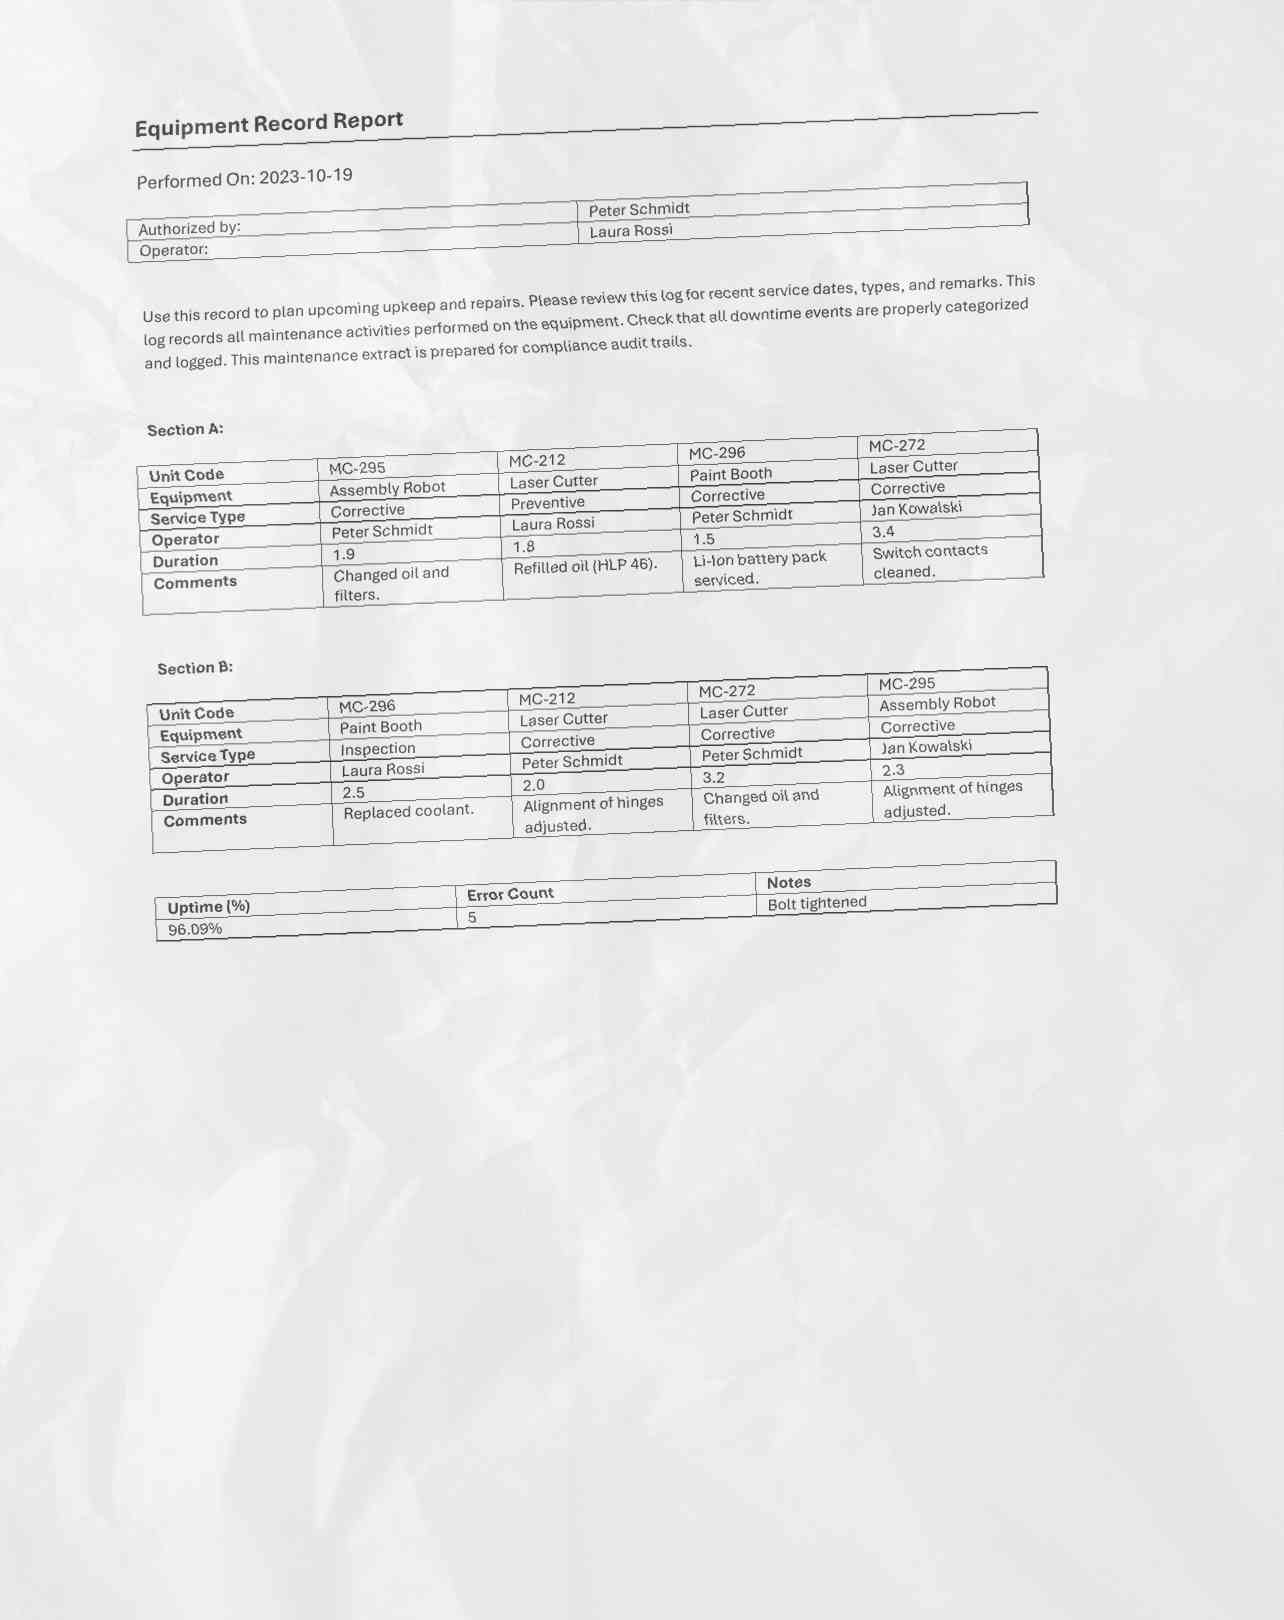 Equipment Record Report
Performed On: 2023-10-19
Authorized by: Peter Schmidt
Operator: Laura Rossi
Use this record to plan upcoming upkeep and repairs. Please review this log for recent service dates, types, and remarks. This
log records all maintenance activities performed on the equipment. Check that all downtime events are properly categorized
and logged. This maintenance extract is prepared for compliance audit trails.
Section A:
Unit Code MC-295 MC-212 MC-296 MC-272
Equipment Assembly Robot Laser Cutter Paint Booth Laser Cutter
Service Type Corrective Preventive Corrective Corrective
Operator Peter Schmidt Laura Rossi Peter Schmidt Jan Kowalski
Duration 1.9 1.8 1.5 3.4
Comments Changed oil and Refilled oil (HLP 46). Li-Ion battery pack Switch contacts
filters. serviced. cleaned.
Section B:
Unit Code MC-296 MC-212 MC-272 MC-295
Equipment Paint Booth Laser Cutter Laser Cutter Assembly Robot
Service Type Inspection Corrective Corrective Corrective
Operator Laura Rossi Peter Schmidt Peter Schmidt Jan Kowalski
Duration 2.5 2.0 3.2 2.3
Comments Replaced coolant. Alignment of hinges Changed oil and Alignment of hinges
adjusted. filters. adjusted.
Uptime (%) Error Count Notes
96.09% 5 Bolt tightened